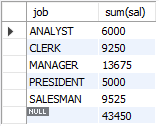 job sum(sal)
ANALYST 6000
CLERK 9250
MANAGER 13675
PRESIDENT 5000
SALESMAN 9525
NULL 43450